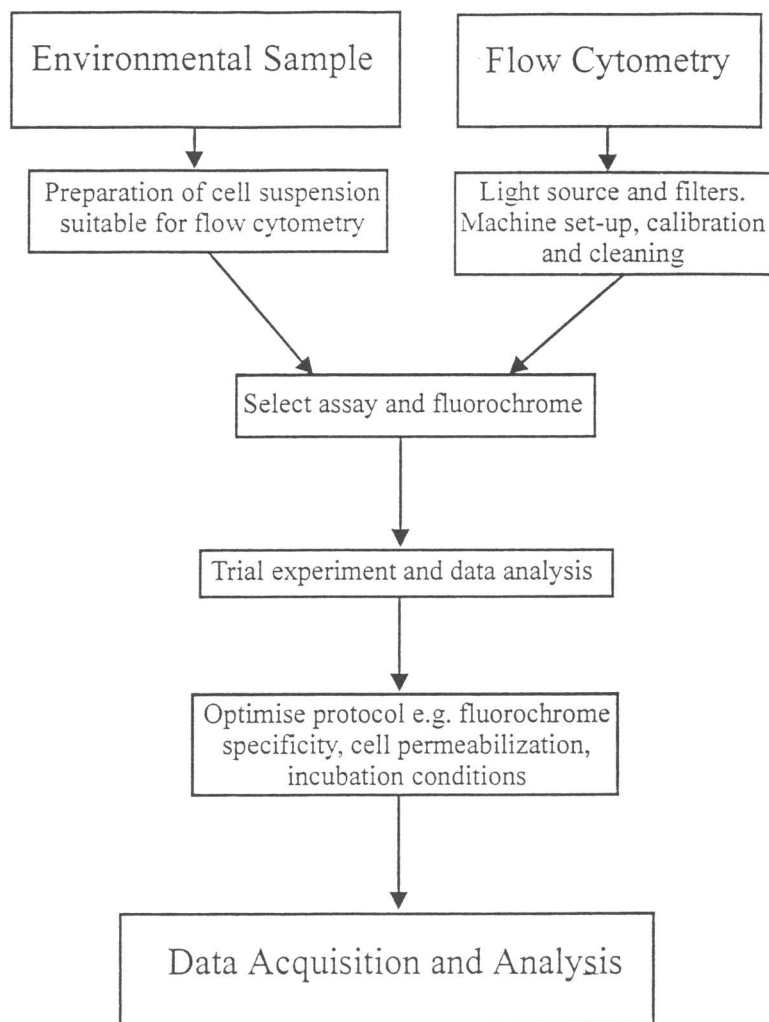 Environmental Sample
Flow Cytometry
Preparation of cell suspension
suitable for flow cytometry
Light source and filters.
Machine set-up, calibration
and cleaning
Select assay and fluorochrome
Trial experiment and data analysis
Optimise protocol e.g. fluorochrome
specificity, cell permeabilization,
incubation conditions
Data Acquisition and Analysis